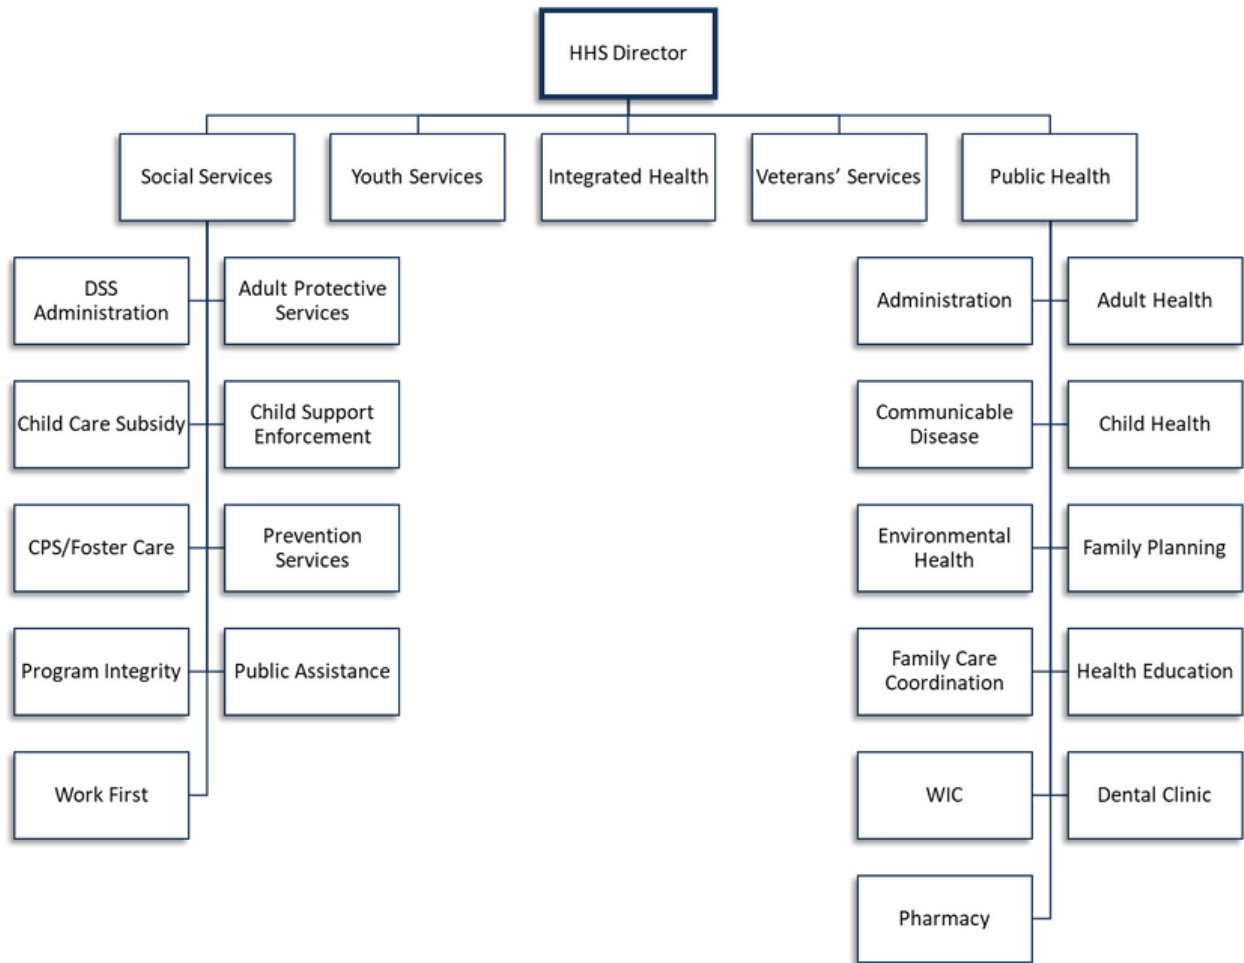 HHS Director
Social Services
Youth Services
Integrated Health
Veterans’ Services
Public Health
DSS
Administration
Adult Protective
Services
Administration
Adult Health
Child Care Subsidy
Child Support
Enforcement
Communicable
Disease
Child Health
CPS/Foster Care
Prevention
Services
Environmental
Health
Family Planning
Program Integrity
Public Assistance
Family Care
Coordination
Health Education
Work First
WIC
Dental Clinic
Pharmacy